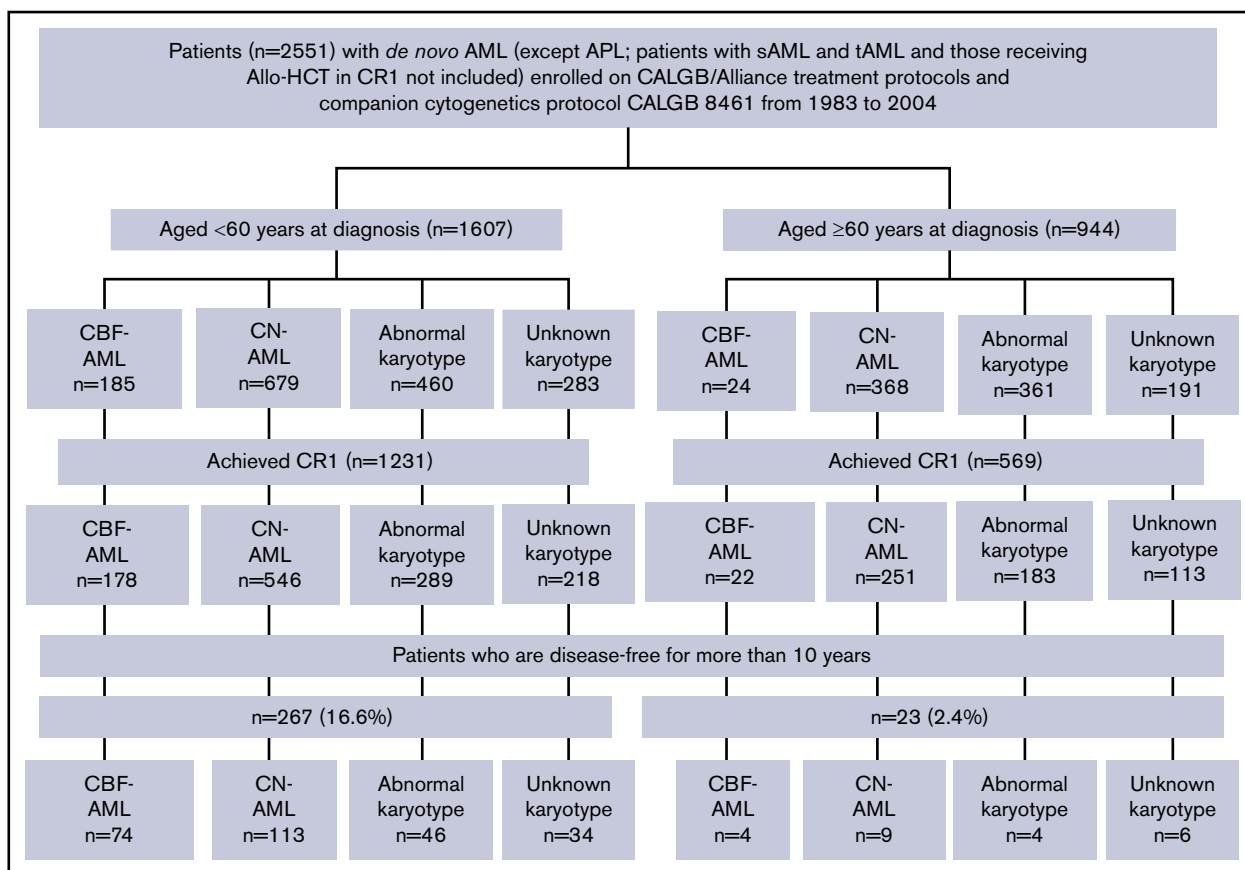 Patients (n=2551) with de novo AML (except APL; patients with sAML and tAML and those receiving
Allo-HCT in CR1 not included) enrolled on CALGB/Alliance treatment protocols and
companion cytogenetics protocol CALGB 8461 from 1983 to 2004
Aged <60 years at diagnosis (n=1607)
Aged ≥60 years at diagnosis (n=944)
CBF-
AML
n=185
CN-
AML
n=679
Abnormal
karyotype
n=460
Unknown
karyotype
n=283
CBF-
AML
n=24
CN-
AML
n=368
Abnormal
karyotype
n=361
Unknown
karyotype
n=191
Achieved CR1 (n=1231)
Achieved CR1 (n=569)
CBF-
AML
n=178
CN-
AML
n=546
Abnormal
karyotype
n=289
Unknown
karyotype
n=218
CBF-
AML
n=22
CN-
AML
n=251
Abnormal
karyotype
n=183
Unknown
karyotype
n=113
Patients who are disease-free for more than 10 years
n=267 (16.6%)
n=23 (2.4%)
CBF-
AML
n=74
CN-
AML
n=113
Abnormal
karyotype
n=46
Unknown
karyotype
n=34
CBF-
AML
n=4
CN-
AML
n=9
Abnormal
karyotype
n=4
Unknown
karyotype
n=6